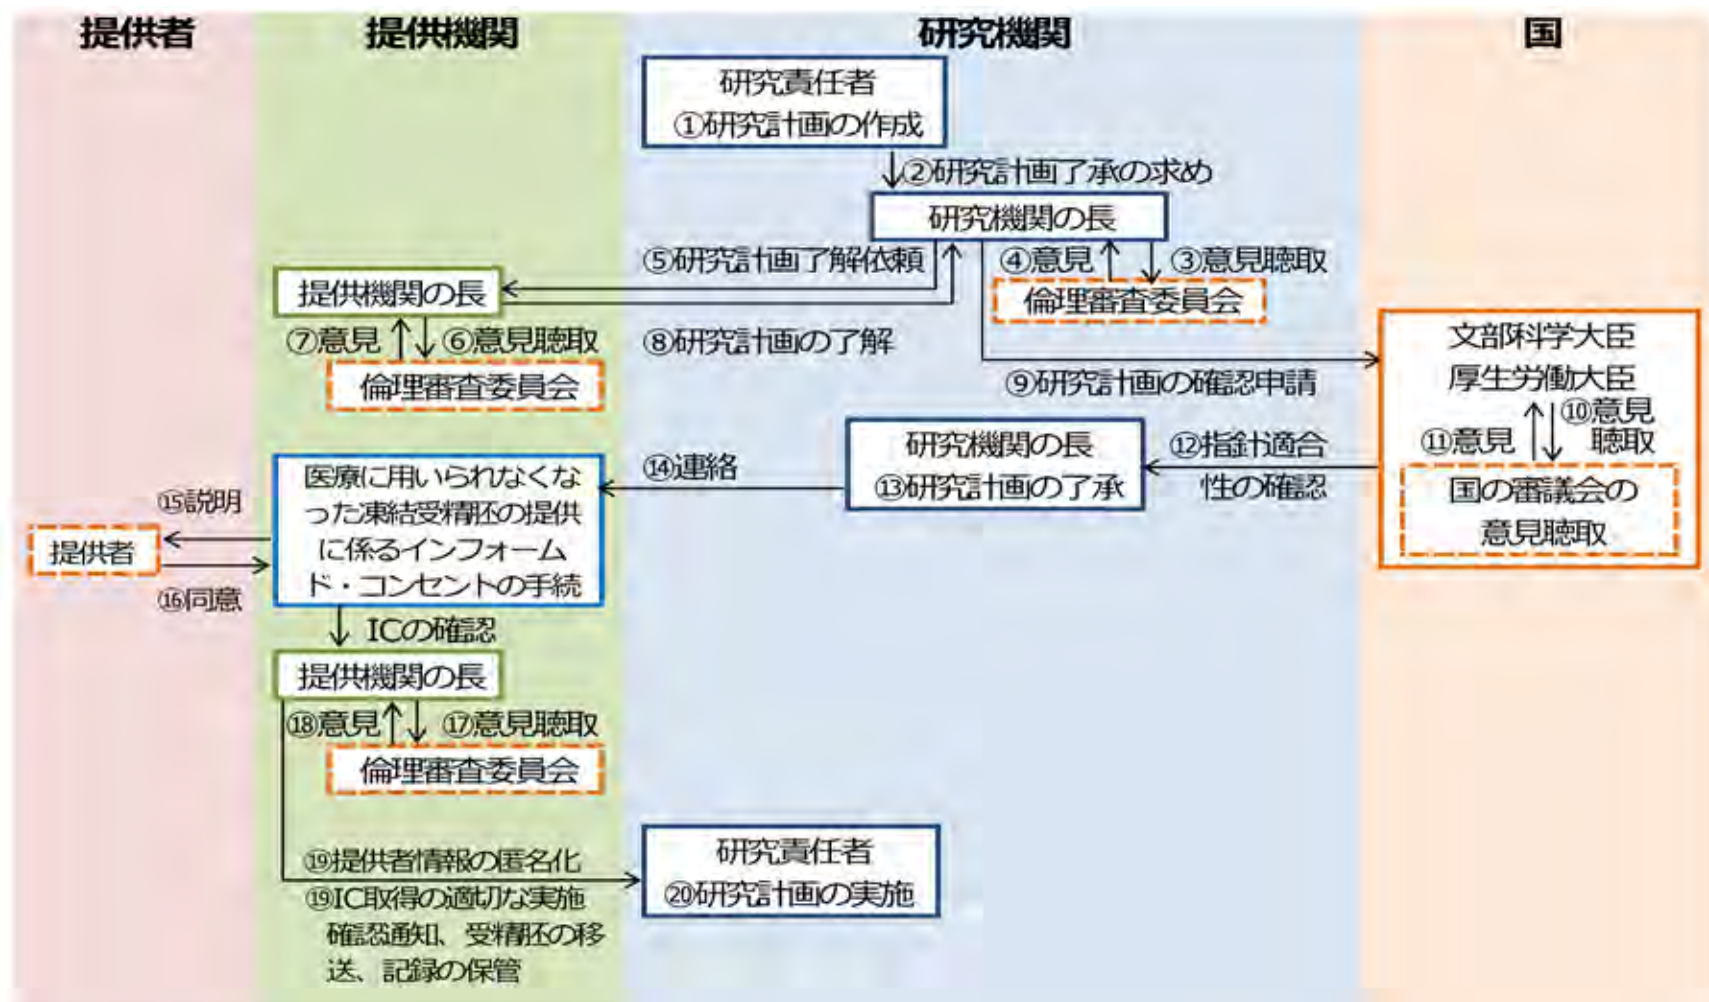 提供者
提供機関
研究機関
国
研究責任者
①研究計画の作成
②研究計画了承の求め
研究機関の長
⑤研究計画了解依頼
④意見
③意見聴取
提供機関の長
倫理審査委員会
⑦意見
⑥意見聴取
⑧研究計画の了解
倫理審査委員会
⑨研究計画の確認申請
文部科学大臣
厚生労働大臣
⑪意見
⑩意見
聴取
国の審議会の
意見聴取
⑫指針適合
性の確認
研究機関の長
⑬研究計画の了承
⑭連絡
医療に用いられなくな
った凍結受精胚の提供
に係るインフォーム
ド・コンセントの手続
⑮説明
提供者
⑯同意
ICの確認
提供機関の長
⑱意見
⑰意見聴取
倫理審査委員会
⑲提供者情報の匿名化
⑲IC取得の適切な実施
確認通知、受精胚の移
送、記録の保管
研究責任者
⑳研究計画の実施